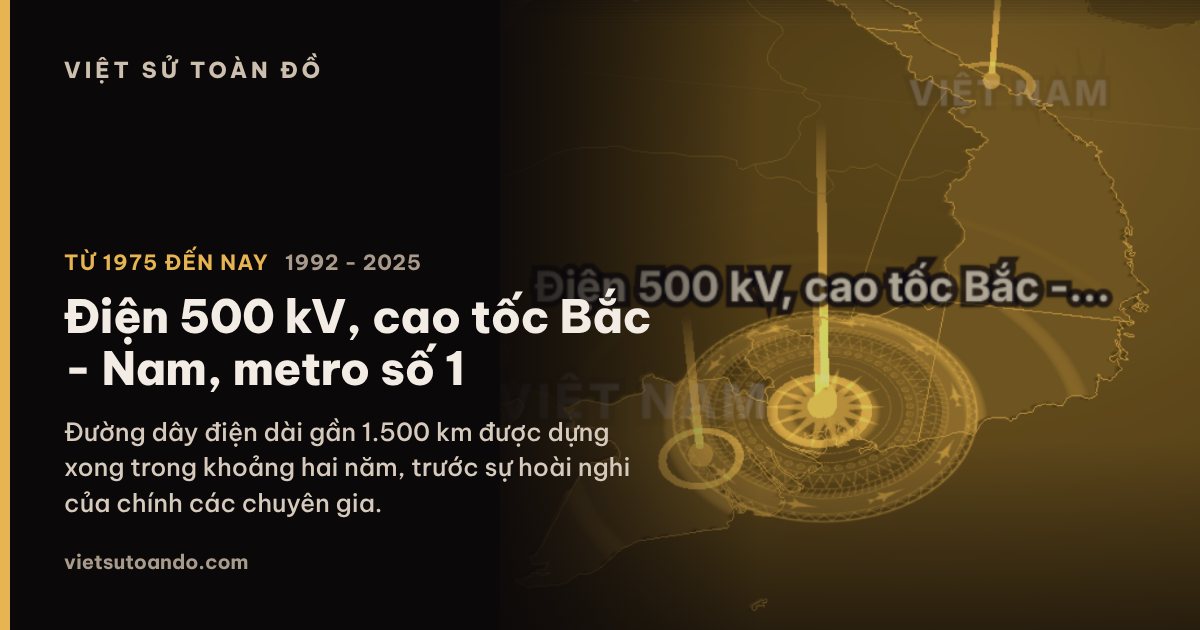 VIỆT SỬ TOÀN ĐỒ
VIỆT NAM
TỪ 1975 ĐẾN NAY 1992 - 2025
Điện 500 kV, cao tốc Bắc -...
Điện 500 kV, cao tốc Bắc
- Nam, metro số 1
VIỆT NAM
Đường dây điện dài gần 1.500 km được dựng
xong trong khoảng hai năm, trước sự hoài nghi
của chính các chuyên gia.
vietsutoando.com